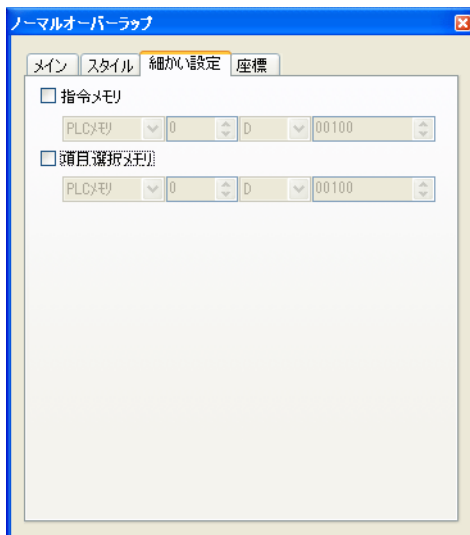 ノーマルオーバーラップ
メイン スタイル 細かい設定 座標
指令メモリ
PLCメモリ 0 D 00100
項目選択メモリ
PLCメモリ 0 D 00100